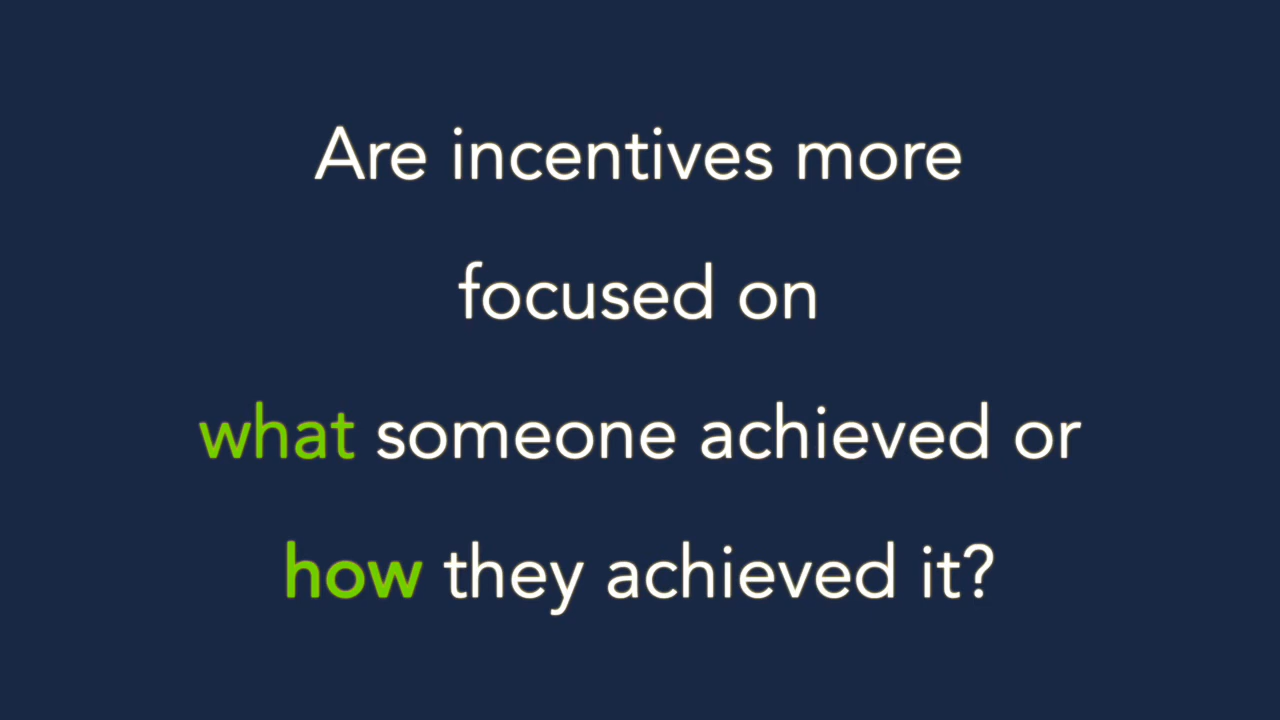 Are incentives more
focused on
what someone achieved or
how they achieved it?